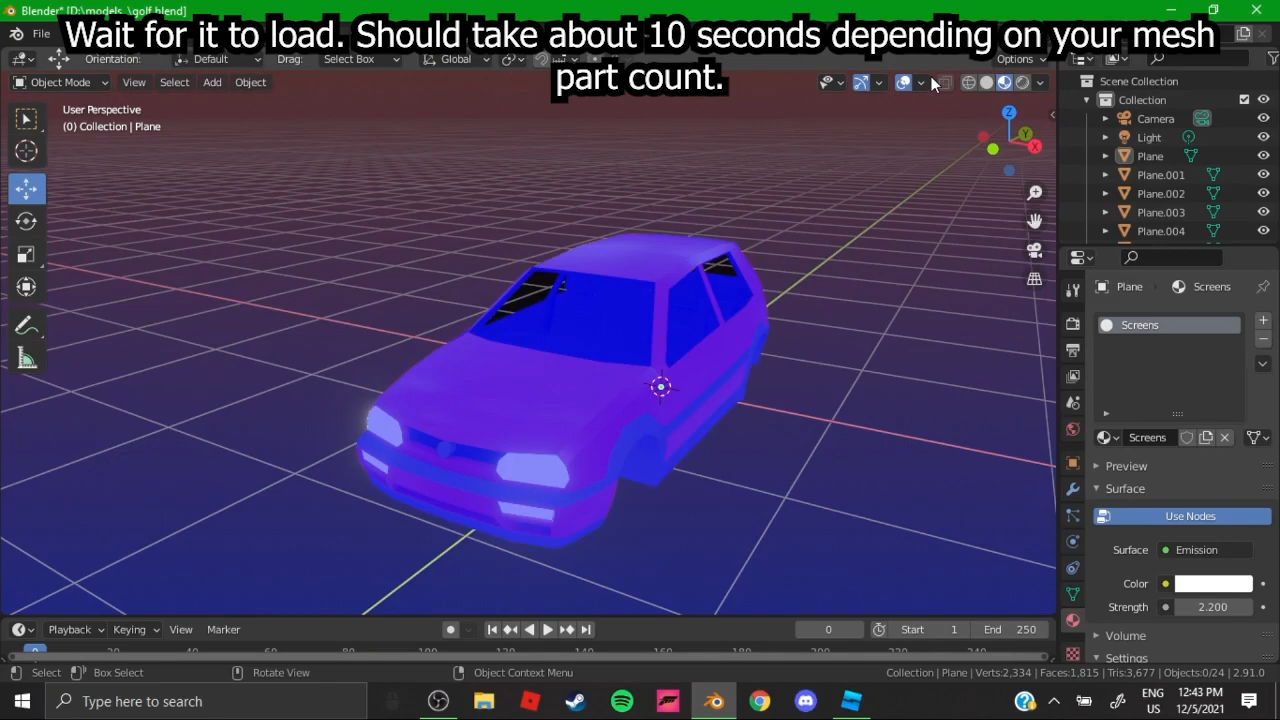 Blender* [D:\models_\golf.blend]
Wait for it to load. Should take about 10 seconds depending on your mesh
part count.
File
Orientation: Default Drag: Select Box Global Options
Object Mode View Select Add Object
User Perspective
(0) Collection | Plane
Z
Y
X
Scene Collection
Collection
Camera
Light
Plane
Plane.001
Plane.002
Plane.003
Plane.004
Plane Screens
Screens
Screens
Preview
Surface
Use Nodes
Surface Emission
Color
Strength 2.200
Volume
Settings
Playback Keying View Marker 0 Start 1 End 250
Select Box Select Rotate View Object Context Menu Collection | Plane | Verts:2,334 | Faces:1,815 | Tris:3,677 | Objects:0/24 | 2.91.0
Type here to search
ENG
US
12:43 PM
12/5/2021